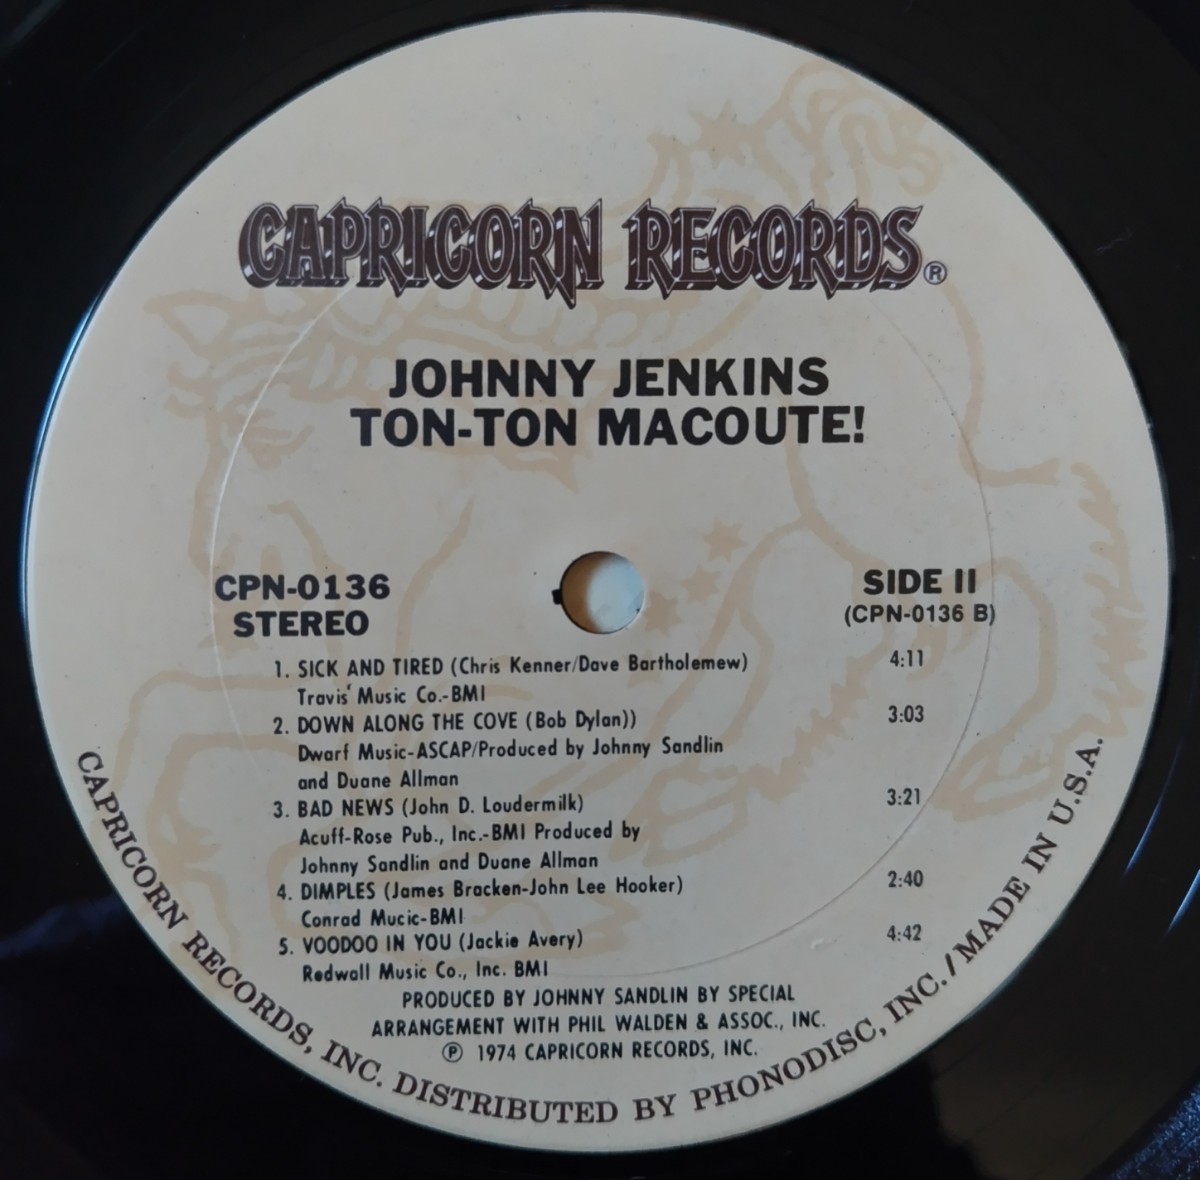 CAPRICORN RECORDS®
JOHNNY JENKINS
TON-TON MACOUTE!
CPN-0136
STEREO
SIDE II
(CPN-0136 B)
1. SICK AND TIRED (Chris Kenner/Dave Bartholemew) 4:11
Travis' Music Co.-BMI
2. DOWN ALONG THE COVE (Bob Dylan)) 3:03
Dwarf Music-ASCAP/Produced by Johnny Sandlin
and Duane Allman
3. BAD NEWS (John D. Loudermilk) 3:21
Acuff-Rose Pub., Inc.-BMI Produced by
Johnny Sandlin and Duane Allman
4. DIMPLES (James Bracken-John Lee Hooker) 2:40
Conrad Mucic-BMI
5. VOODOO IN YOU (Jackie Avery) 4:42
Redwall Music Co., Inc. BMI
PRODUCED BY JOHNNY SANDLIN BY SPECIAL
ARRANGEMENT WITH PHIL WALDEN & ASSOC., INC.
℗ 1974 CAPRICORN RECORDS, INC.
CAPRICORN RECORDS, INC. DISTRIBUTED BY PHONODISC, INC./MADE IN U.S.A.